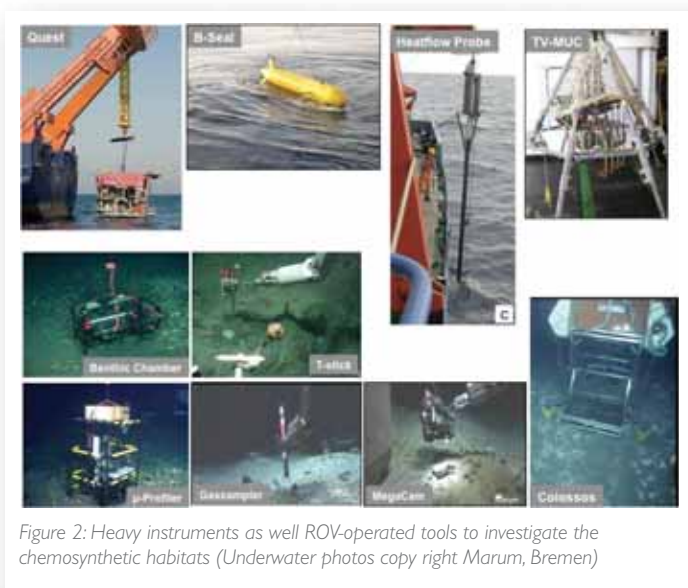 Quest
B-Seal
Heatflow Probe
TV-MUC
C
Benthic Chamber
T-stick
µ-Profiler
Gassampler
MegaCam
Colossos
Figure 2: Heavy instruments as well ROV-operated tools to investigate the
chemosynthetic habitats (Underwater photos copy right Marum, Bremen)